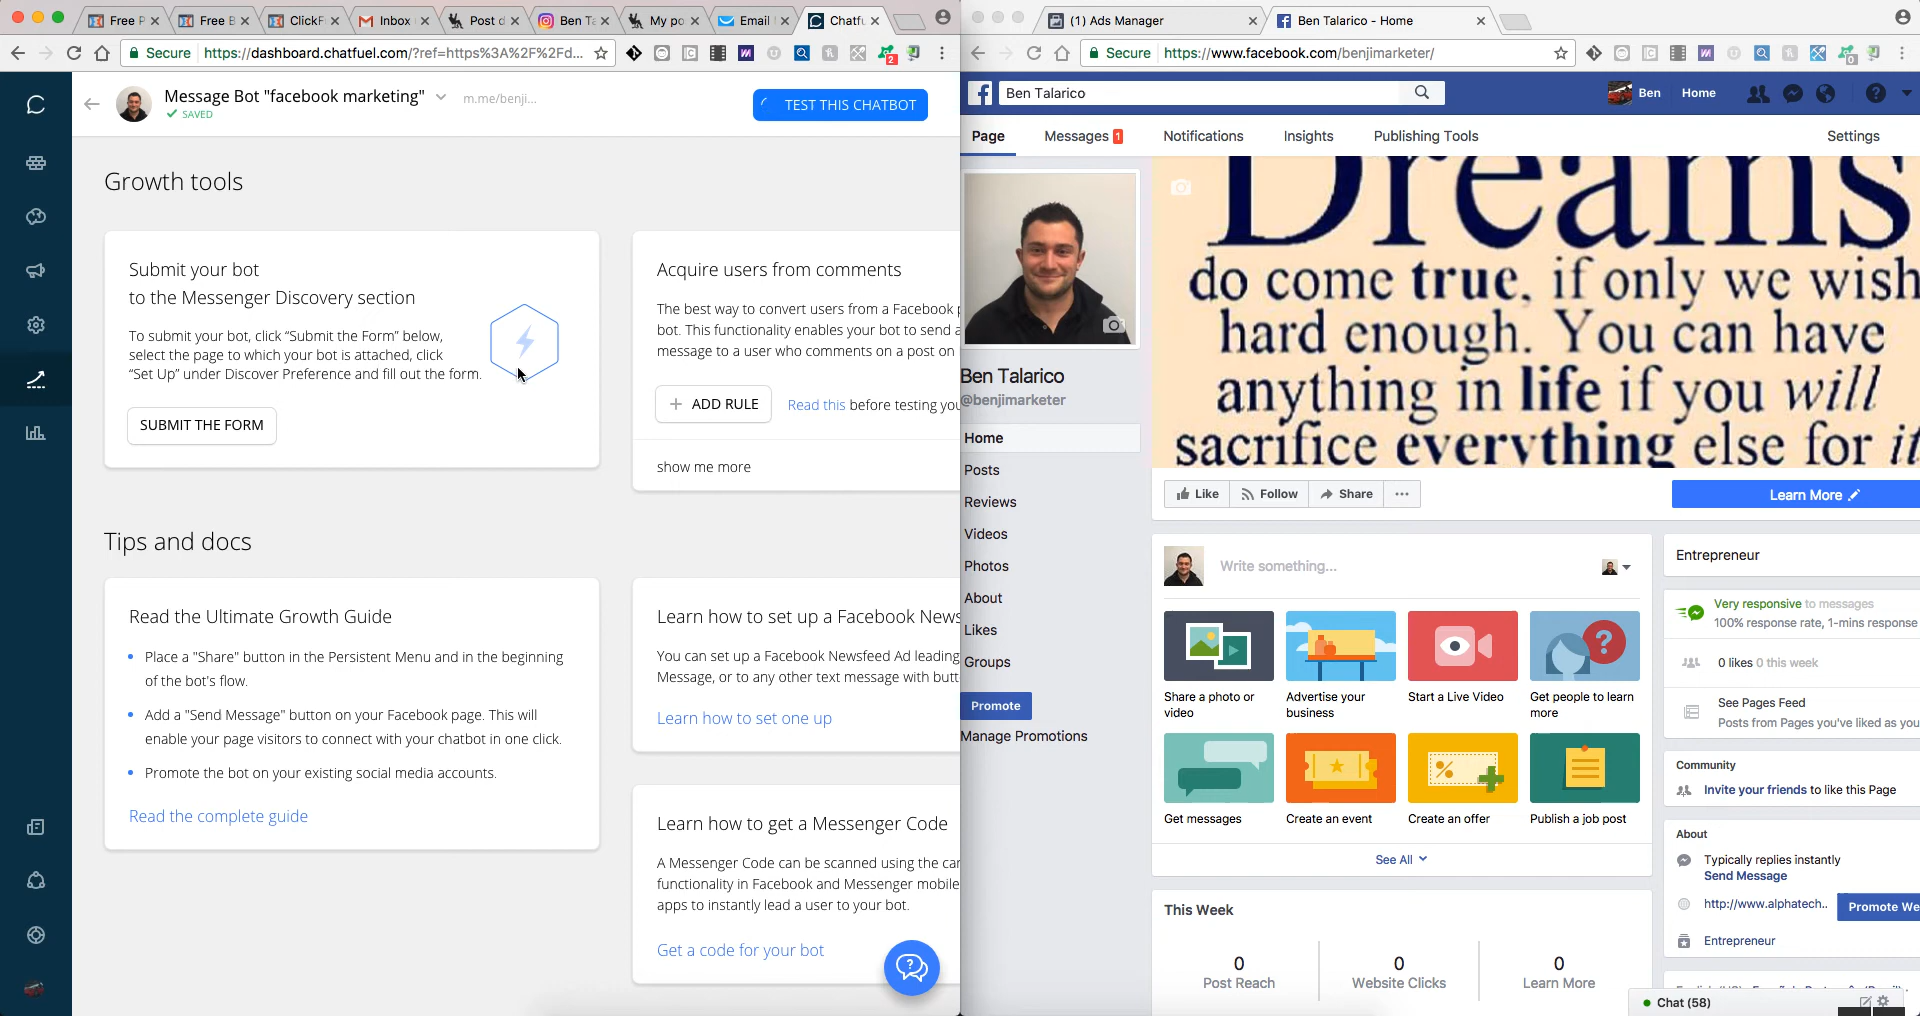 Free P
Free B
ClickF
Inbox
Post d
Ben Ta
My po
Email
Chatfu
Secure
https://dashboard.chatfuel.com/?ref=https%3A%2F%2Fd...
2
Message Bot "facebook marketing"
m.me/benji...
SAVED
TEST THIS CHATBOT
Growth tools
Submit your bot
to the Messenger Discovery section
To submit your bot, click “Submit the Form” below,
select the page to which your bot is attached, click
“Set Up” under Discover Preference and fill out the form.
SUBMIT THE FORM
Acquire users from comments
The best way to convert users from a Facebook
bot. This functionality enables your bot to send a
message to a user who comments on a post on
+ ADD RULE
Read this before testing you
show me more
Tips and docs
Read the Ultimate Growth Guide
Place a "Share" button in the Persistent Menu and in the beginning
of the bot's flow.
Add a "Send Message" button on your Facebook page. This will
enable your page visitors to connect with your chatbot in one click.
Promote the bot on your existing social media accounts.
Read the complete guide
Learn how to set up a Facebook News
You can set up a Facebook Newsfeed Ad leading
Message, or to any other text message with butt
Learn how to set one up
Learn how to get a Messenger Code
A Messenger Code can be scanned using the car
functionality in Facebook and Messenger mobile
apps to instantly lead a user to your bot.
Get a code for your bot
(1) Ads Manager
Ben Talarico - Home
Secure
https://www.facebook.com/benjimarketer/
0
Ben Talarico
Ben
Home
Page
Messages 1
Notifications
Insights
Publishing Tools
Settings
Dreams
do come true, if only we wish
hard enough. You can have
anything in life if you will
sacrifice everything else for it
Ben Talarico
@benjimarketer
Home
Posts
Reviews
Videos
Photos
About
Likes
Groups
Promote
Manage Promotions
Like
Follow
Share
...
Learn More
Write something...
Share a photo or
video
Advertise your
business
Start a Live Video
Get people to learn
more
Get messages
Create an event
Create an offer
Publish a job post
See All
This Week
0
Post Reach
0
Website Clicks
0
Learn More
Entrepreneur
Very responsive to messages
100% response rate, 1-mins response
0 likes 0 this week
See Pages Feed
Posts from Pages you've liked as you
Community
Invite your friends to like this Page
About
Typically replies instantly
Send Message
http://www.alphatech..
Promote We
Entrepreneur
Chat (58)